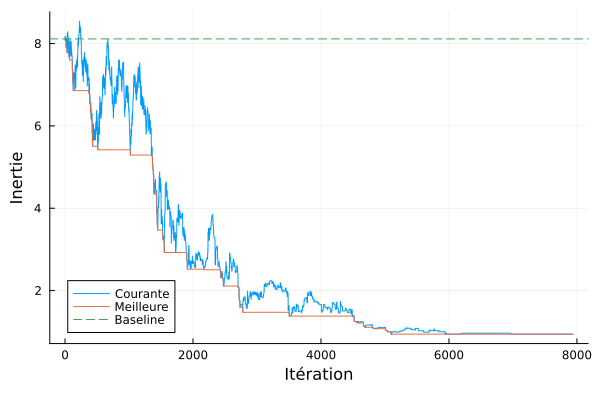 Inertie
8
6
4
2
Courante
Meilleure
Baseline
0 2000 4000 6000 8000
Itération